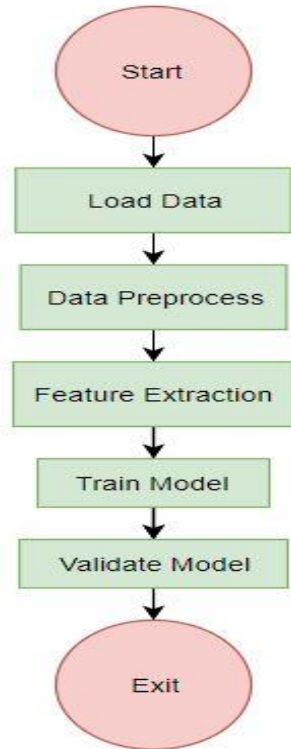 Start
Load Data
Data Preprocess
Feature Extraction
Train Model
Validate Model
Exit